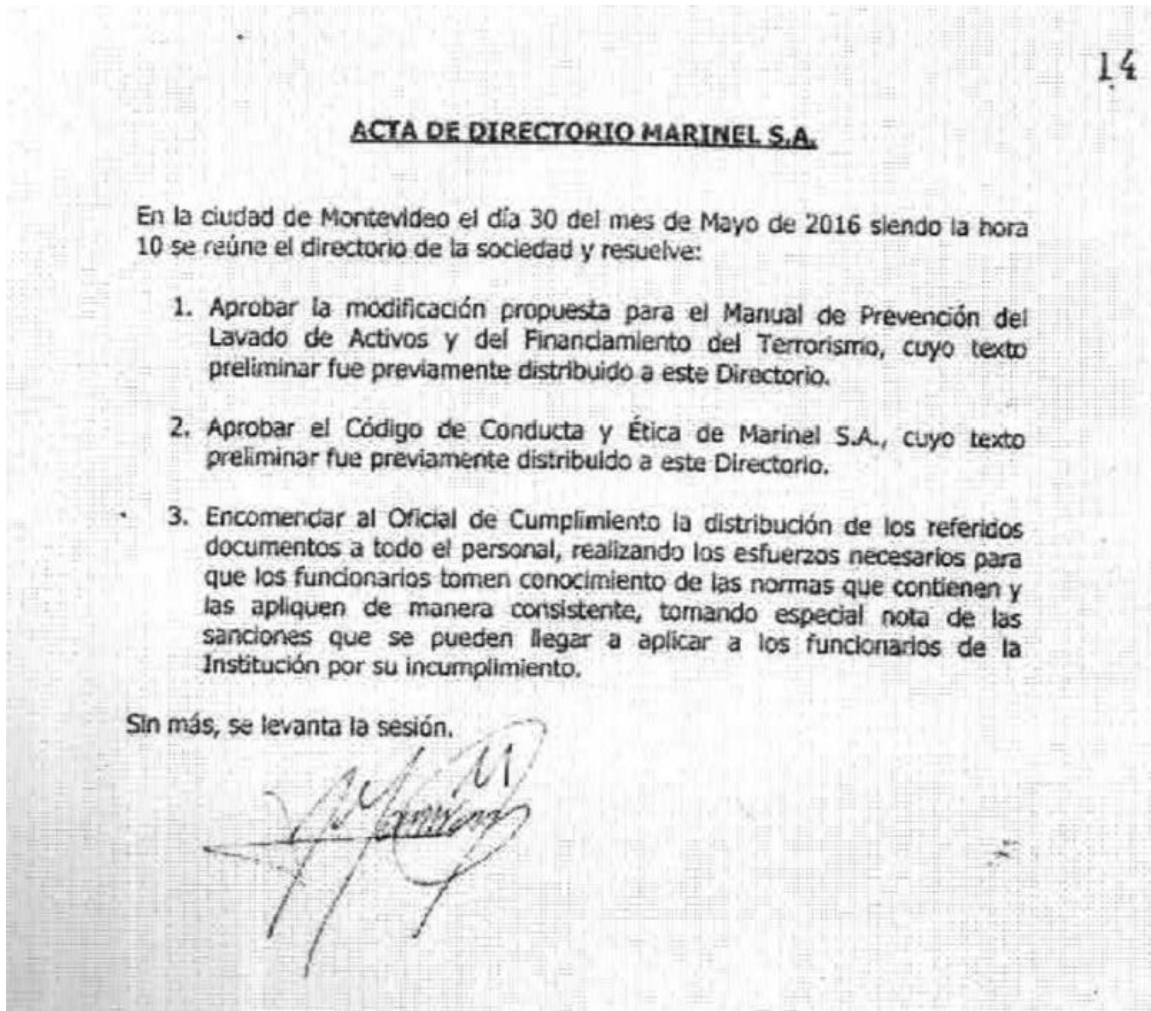 14
ACTA DE DIRECTORIO MARINEL S.A.
En la ciudad de Montevideo el día 30 del mes de Mayo de 2016 siendo la hora
10 se reúne el directorio de la sociedad y resuelve:
1. Aprobar la modificación propuesta para el Manual de Prevención del
Lavado de Activos y del Financiamiento del Terrorismo, cuyo texto
preliminar fue previamente distribuido a este Directorio.
2. Aprobar el Código de Conducta y Ética de Marinel S.A., cuyo texto
preliminar fue previamente distribuido a este Directorio.
3. Encomendar al Oficial de Cumplimiento la distribución de los referidos
documentos a todo el personal, realizando los esfuerzos necesarios para
que los funcionarios tomen conocimiento de las normas que contienen y
las apliquen de manera consistente, tomando especial nota de las
sanciones que se pueden llegar a aplicar a los funcionarios de la
Institución por su incumplimiento.
Sin más, se levanta la sesión.